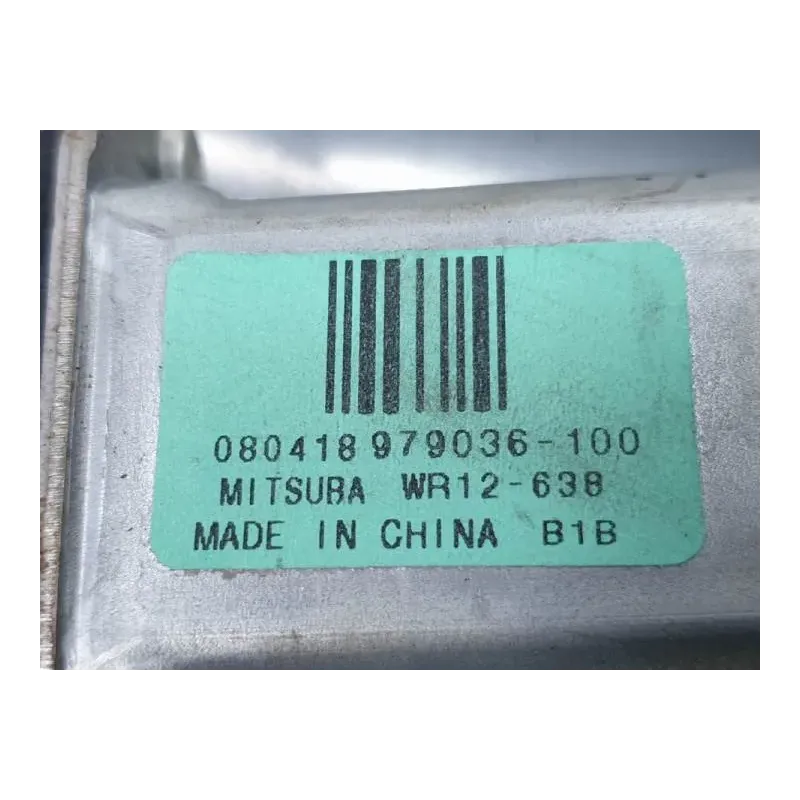 080418 979036-100
MITSUBA WR12-638
MADE IN CHINA B1B